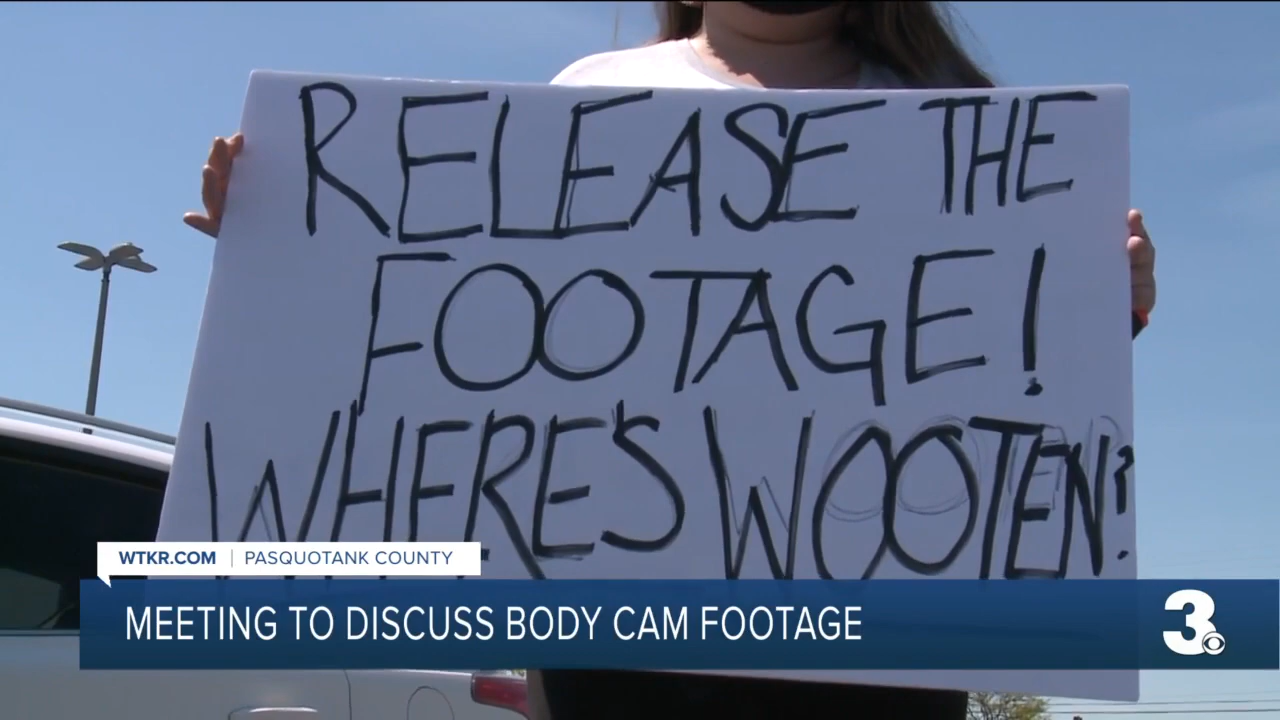 RELEASE THE
FOOTAGE!
WHERE'S WOOTEN?
WTKR.COM | PASQUOTANK COUNTY
MEETING TO DISCUSS BODY CAM FOOTAGE
3